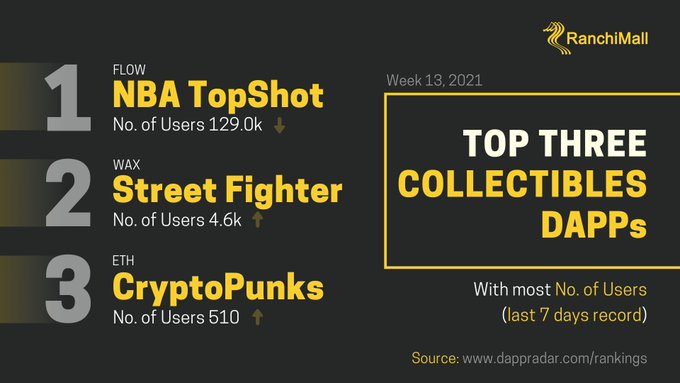 RanchiMall
1
FLOW
NBA TopShot
No. of Users 129.0k
2
WAX
Street Fighter
No. of Users 4.6k
3
ETH
CryptoPunks
No. of Users 510
Week 13, 2021
TOP THREE
COLLECTIBLES
DAPPs
With most No. of Users
(last 7 days record)
Source: www.dappradar.com/rankings